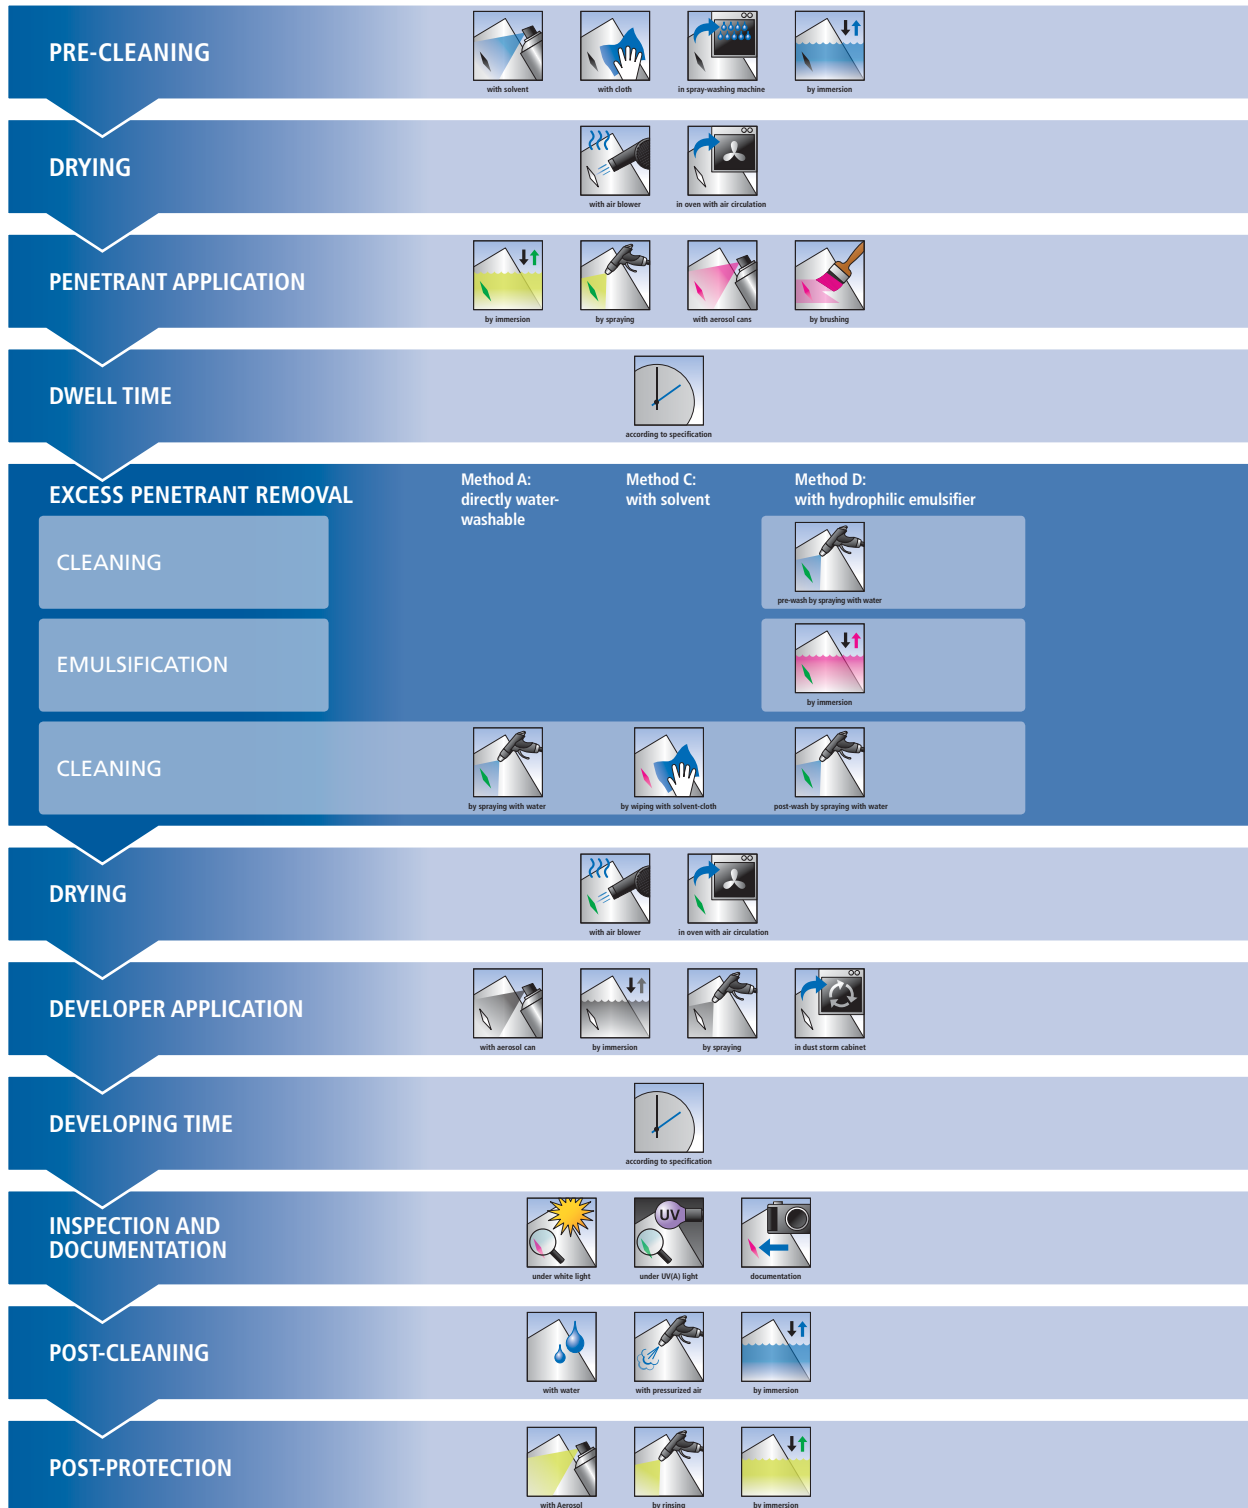 PRE-CLEANING
with solvent
with cloth
in spray-washing machine
by immersion
DRYING
with air blower
in oven with air circulation
PENETRANT APPLICATION
by immersion
by spraying
with aerosol cans
by brushing
DWELL TIME
according to specification
EXCESS PENETRANT REMOVAL
Method A:
directly water-
washable
Method C:
with solvent
Method D:
with hydrophilic emulsifier
CLEANING
pre-wash by spraying with water
EMULSIFICATION
by immersion
CLEANING
by spraying with water
by wiping with solvent-cloth
post-wash by spraying with water
DRYING
with air blower
in oven with air circulation
DEVELOPER APPLICATION
with aerosol can
by immersion
by spraying
in dust storm cabinet
DEVELOPING TIME
according to specification
INSPECTION AND
DOCUMENTATION
under white light
UV
under UV(A) light
documentation
POST-CLEANING
with water
with pressurized air
by immersion
POST-PROTECTION
with Aerosol
by rinsing
by immersion